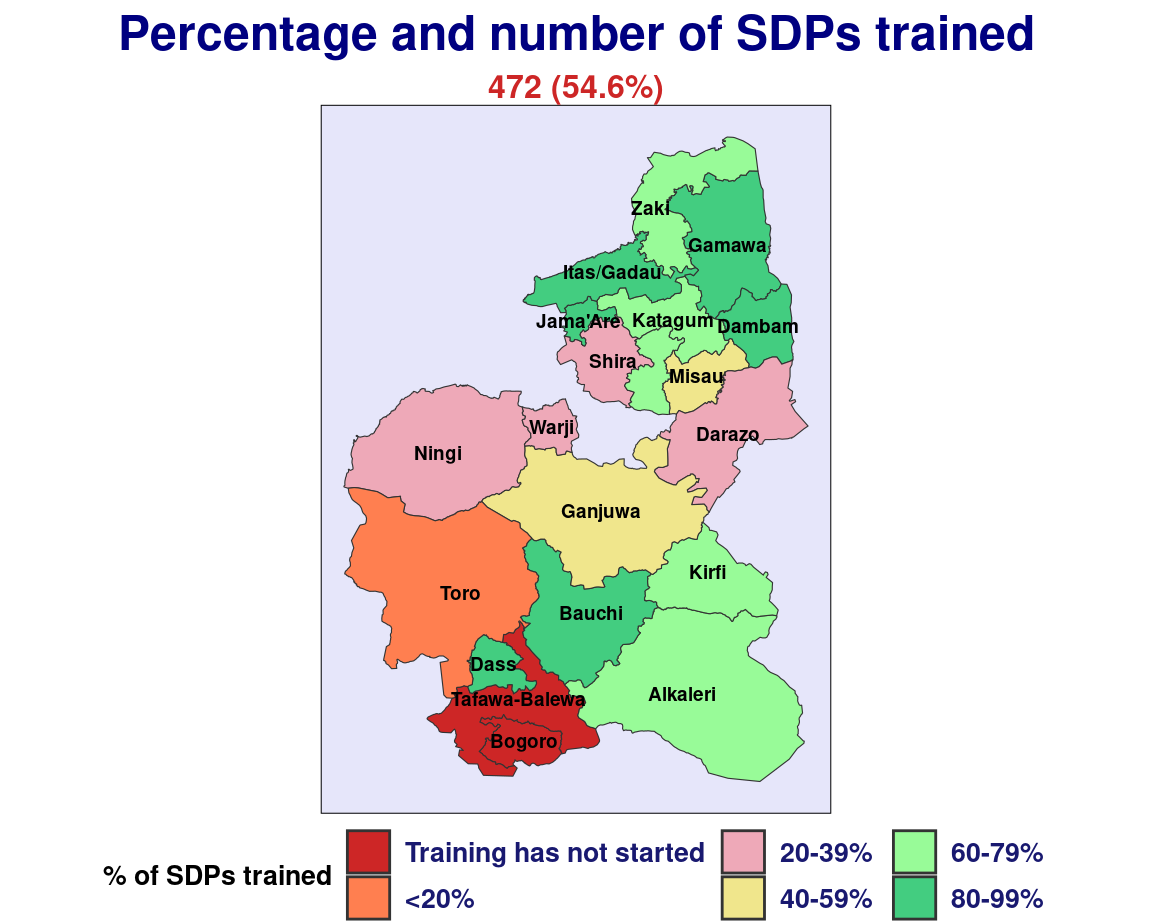 Percentage and number of SDPs trained
472 (54.6%)
Zaki
Gamawa
Itas/Gadau
Jama'Are
Katagum
Dambam
Shira
Misau
Warji
Darazo
Ningi
Ganjuwa
Kirfi
Toro
Bauchi
Dass
Alkaleri
Tafawa-Balewa
Bogoro
% of SDPs trained
Training has not started
<20%
20-39%
40-59%
60-79%
80-99%